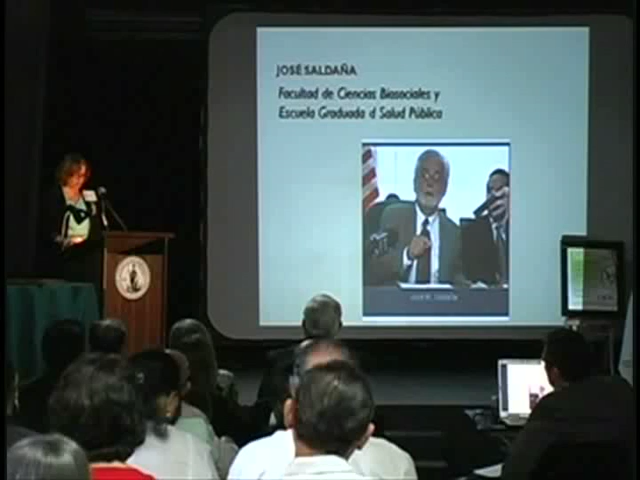 JOSÉ SALDAÑA
Facultad de Ciencias Biosociales y
Escuela Graduada d Salud Pública